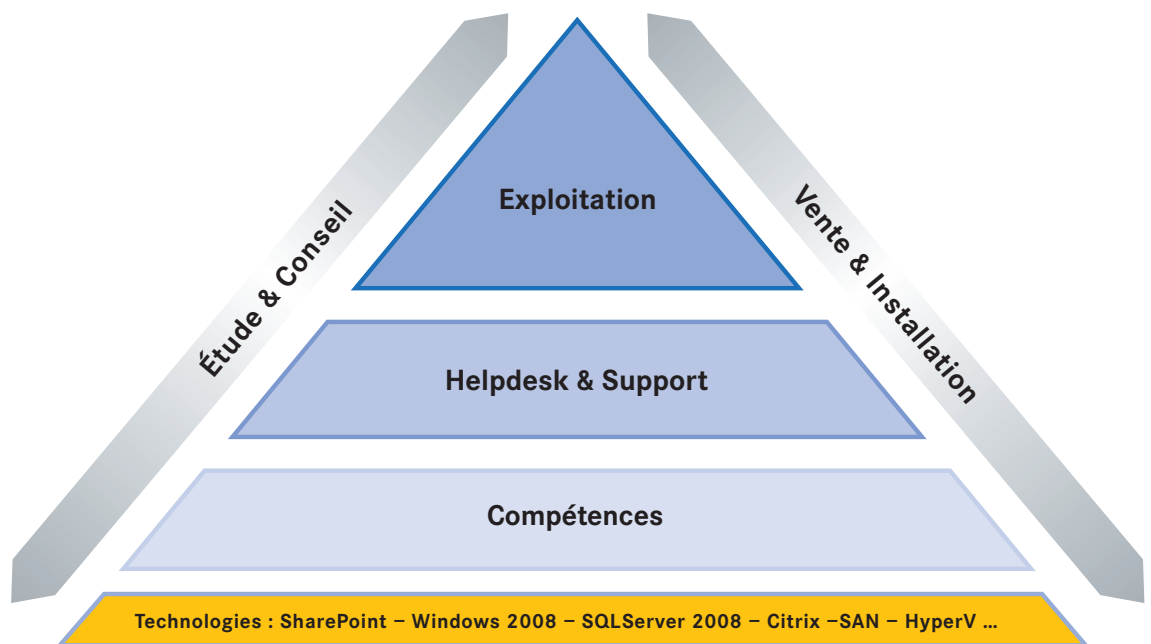 Exploitation
Étude & Conseil
Vente & Installation
Helpdesk & Support
Compétences
Technologies : SharePoint – Windows 2008 – SQLServer 2008 – Citrix –SAN – HyperV ...